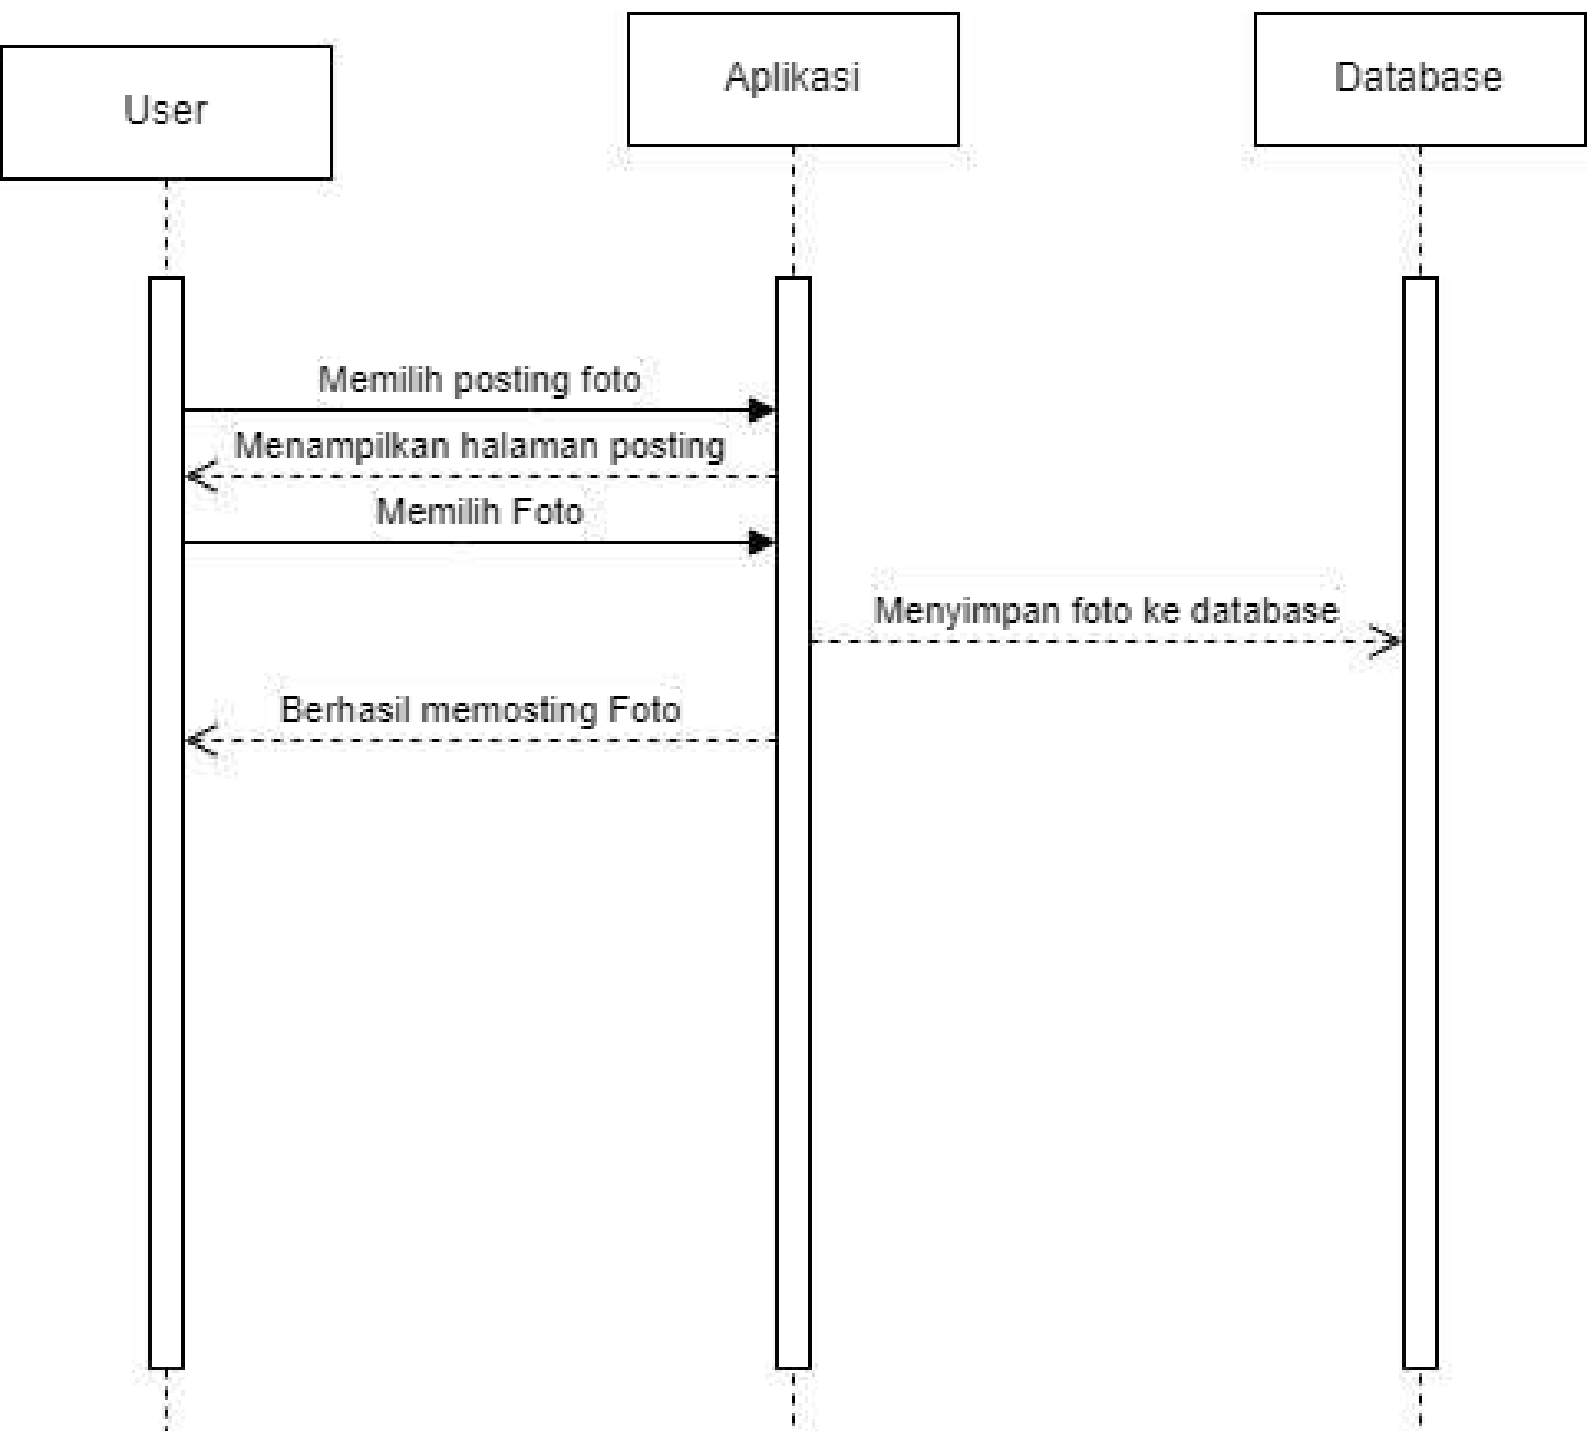 User
Aplikasi
Database
Memilih posting foto
Menampilkan halaman posting
Memilih Foto
Menyimpan foto ke database
Berhasil memosting Foto